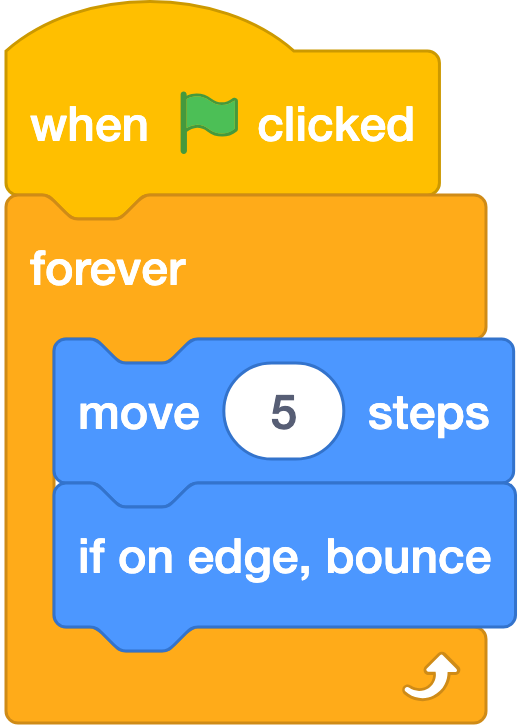 when clicked
forever
move 5 steps
if on edge, bounce